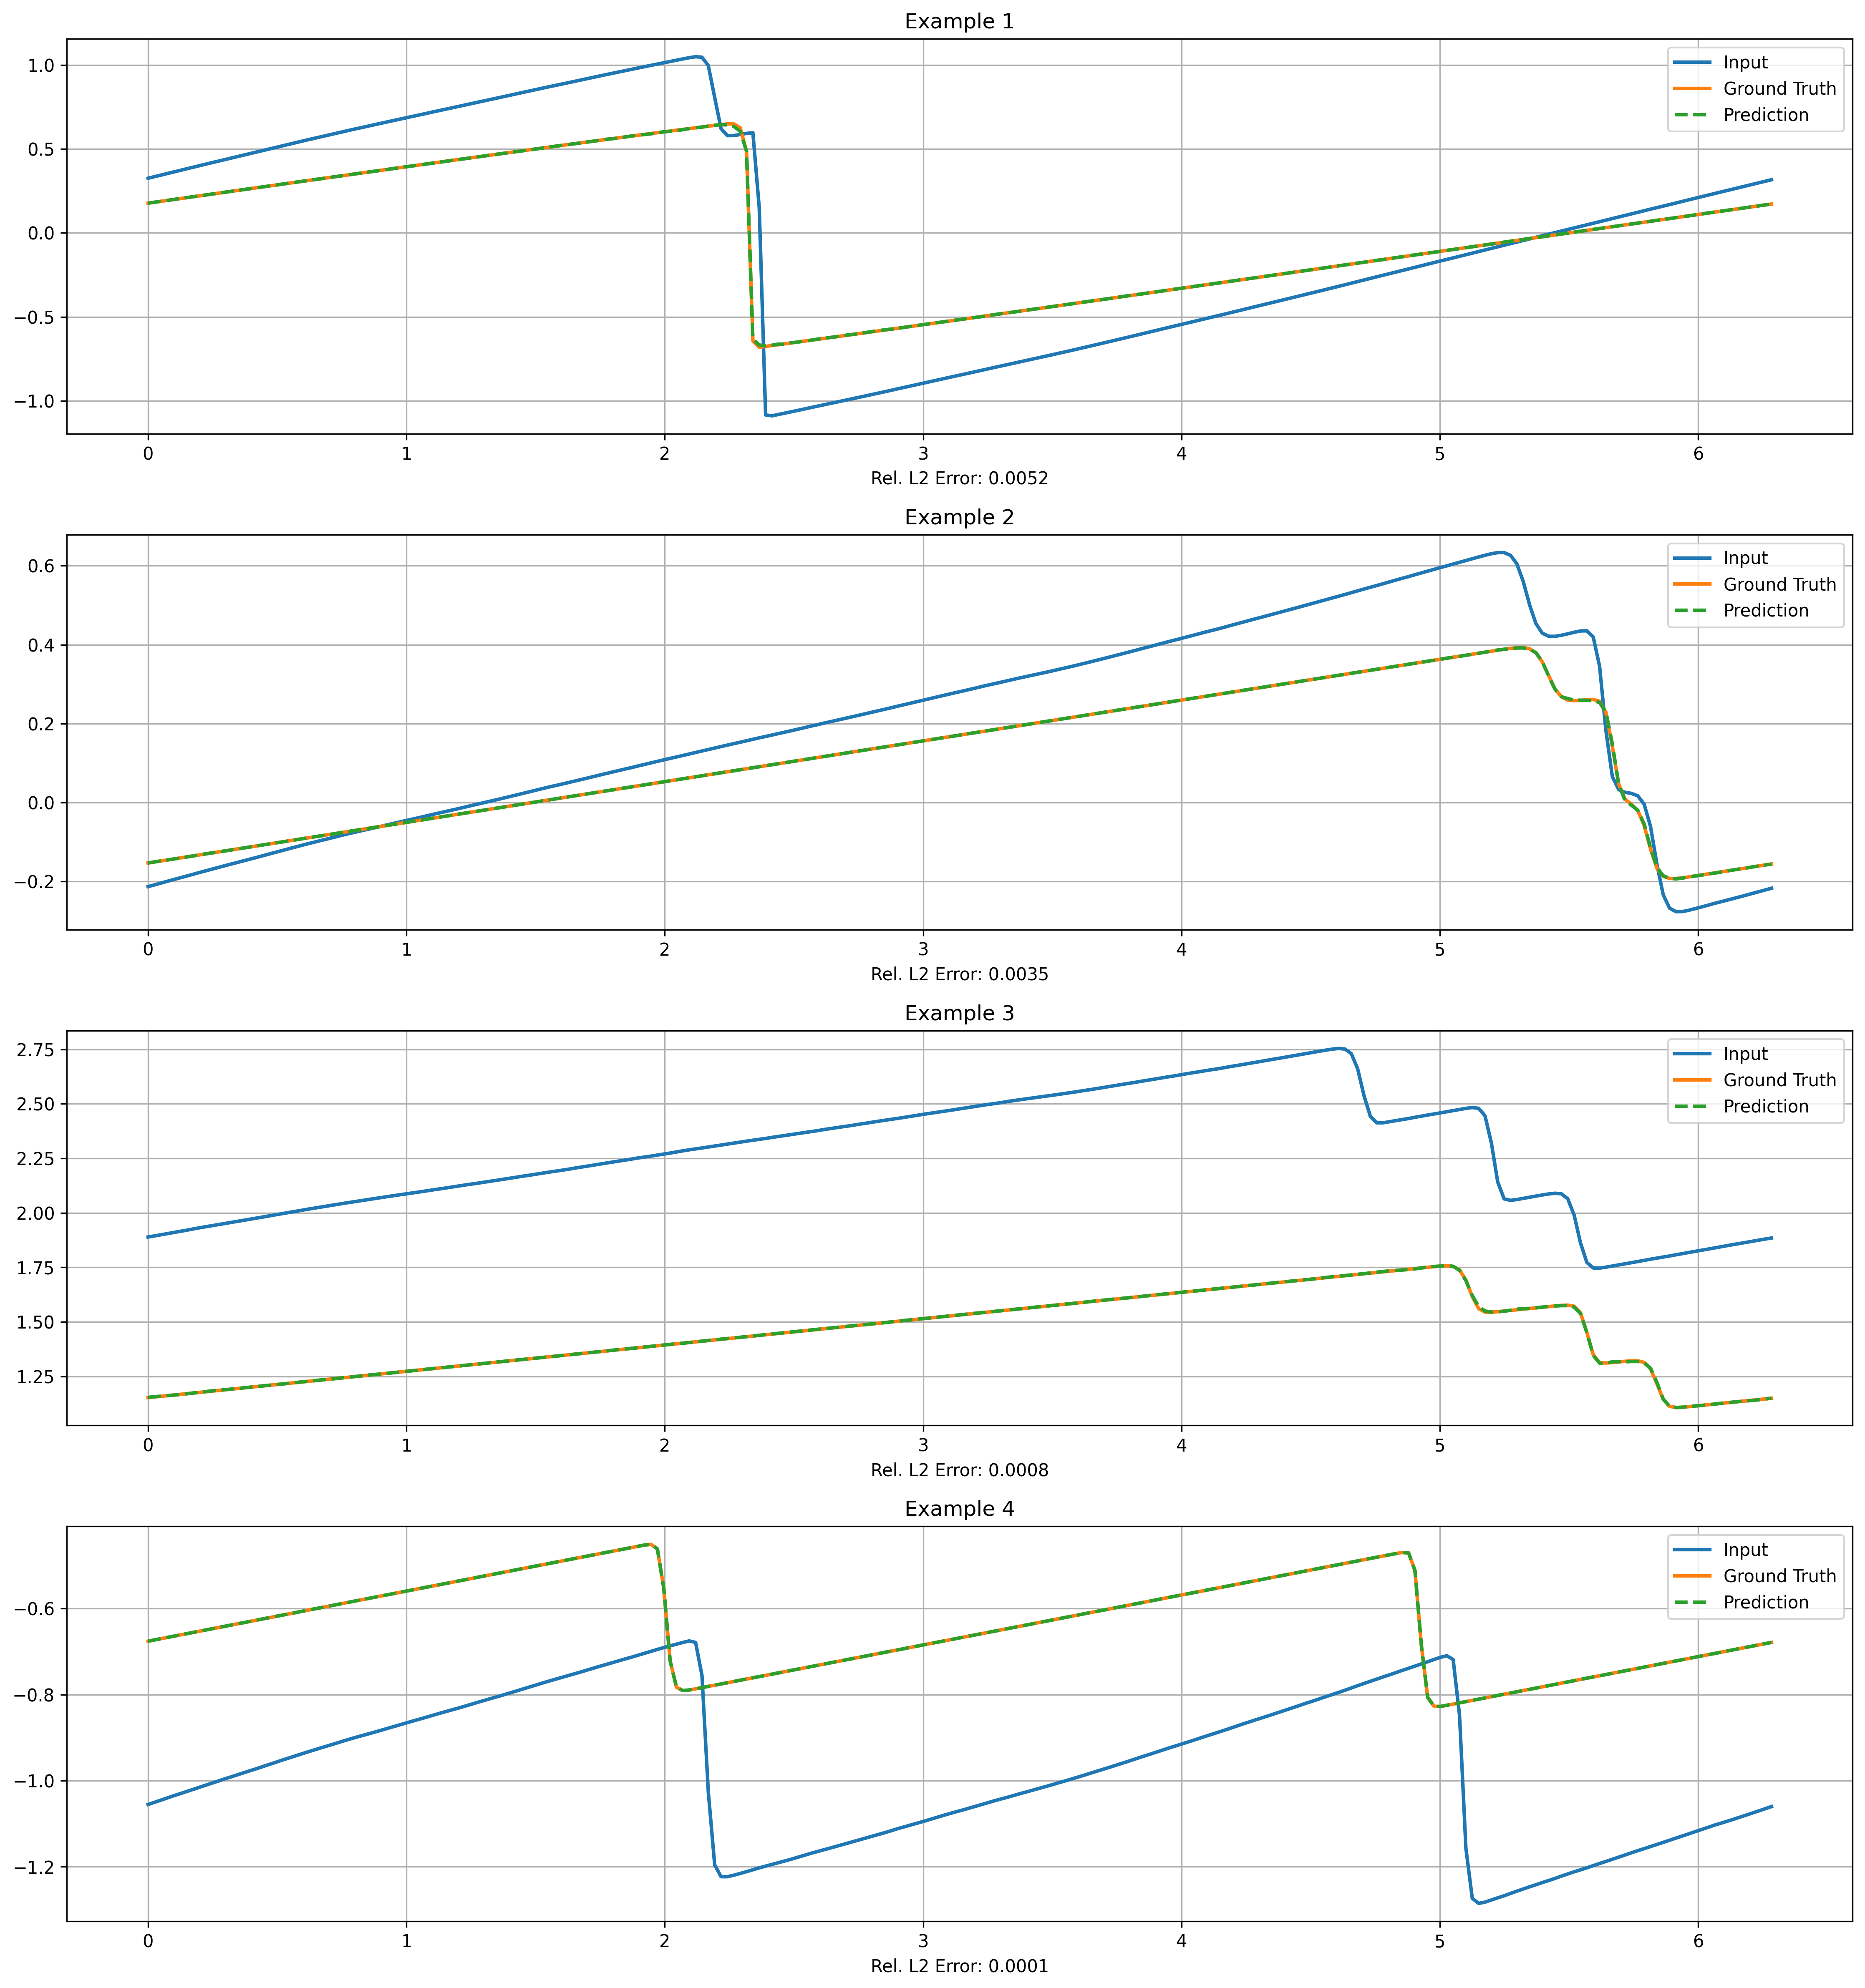 Example 1
1.0
0.5
0.0
−0.5
−1.0
Input
Ground Truth
Prediction
0 1 2 3 4 5 6
Rel. L2 Error: 0.0052
Example 2
0.6
0.4
0.2
0.0
−0.2
Input
Ground Truth
Prediction
0 1 2 3 4 5 6
Rel. L2 Error: 0.0035
Example 3
2.75
2.50
2.25
2.00
1.75
1.50
1.25
Input
Ground Truth
Prediction
0 1 2 3 4 5 6
Rel. L2 Error: 0.0008
Example 4
−0.6
−0.8
−1.0
−1.2
Input
Ground Truth
Prediction
0 1 2 3 4 5 6
Rel. L2 Error: 0.0001